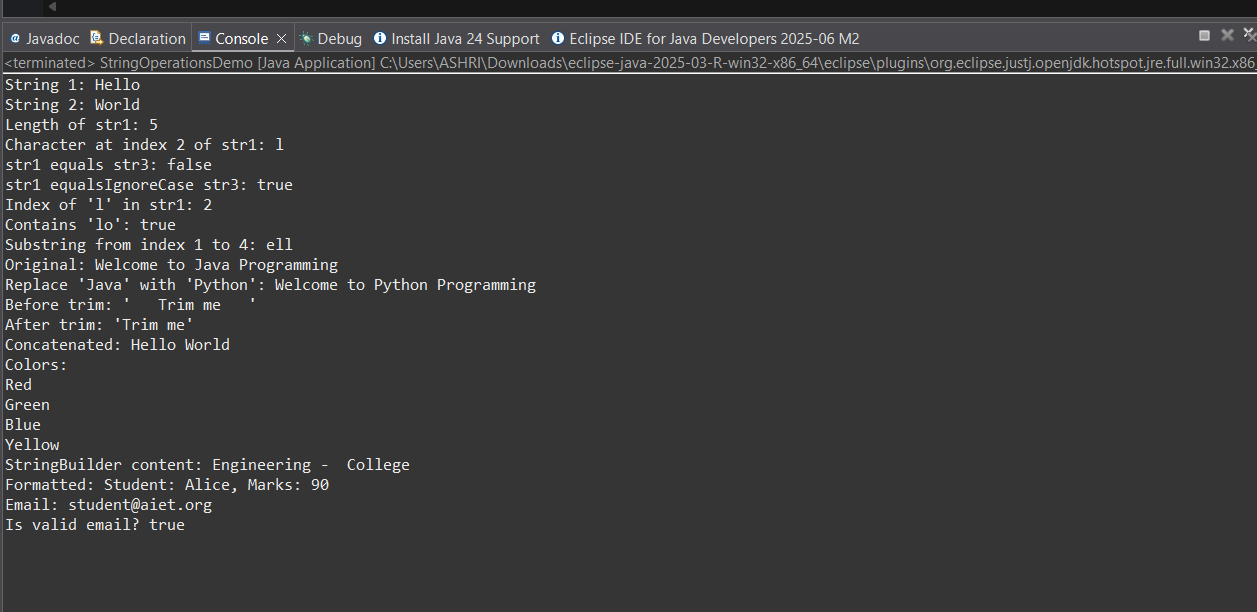 Javadoc Declaration Console Debug Install Java 24 Support Eclipse IDE for Java Developers 2025-06 M2
<terminated> StringOperationsDemo [Java Application] C:\Users\ASHRI\Downloads\eclipse-java-2025-03-R-win32-x86_64\eclipse\plugins\org.eclipse.justj.openjdk.hotspot.jre.full.win32.x86_
String 1: Hello
String 2: World
Length of str1: 5
Character at index 2 of str1: l
str1 equals str3: false
str1 equalsIgnoreCase str3: true
Index of 'l' in str1: 2
Contains 'lo': true
Substring from index 1 to 4: ell
Original: Welcome to Java Programming
Replace 'Java' with 'Python': Welcome to Python Programming
Before trim: '   Trim me   '
After trim: 'Trim me'
Concatenated: Hello World
Colors:
Red
Green
Blue
Yellow
StringBuilder content: Engineering -  College
Formatted: Student: Alice, Marks: 90
Email: student@aiet.org
Is valid email? true